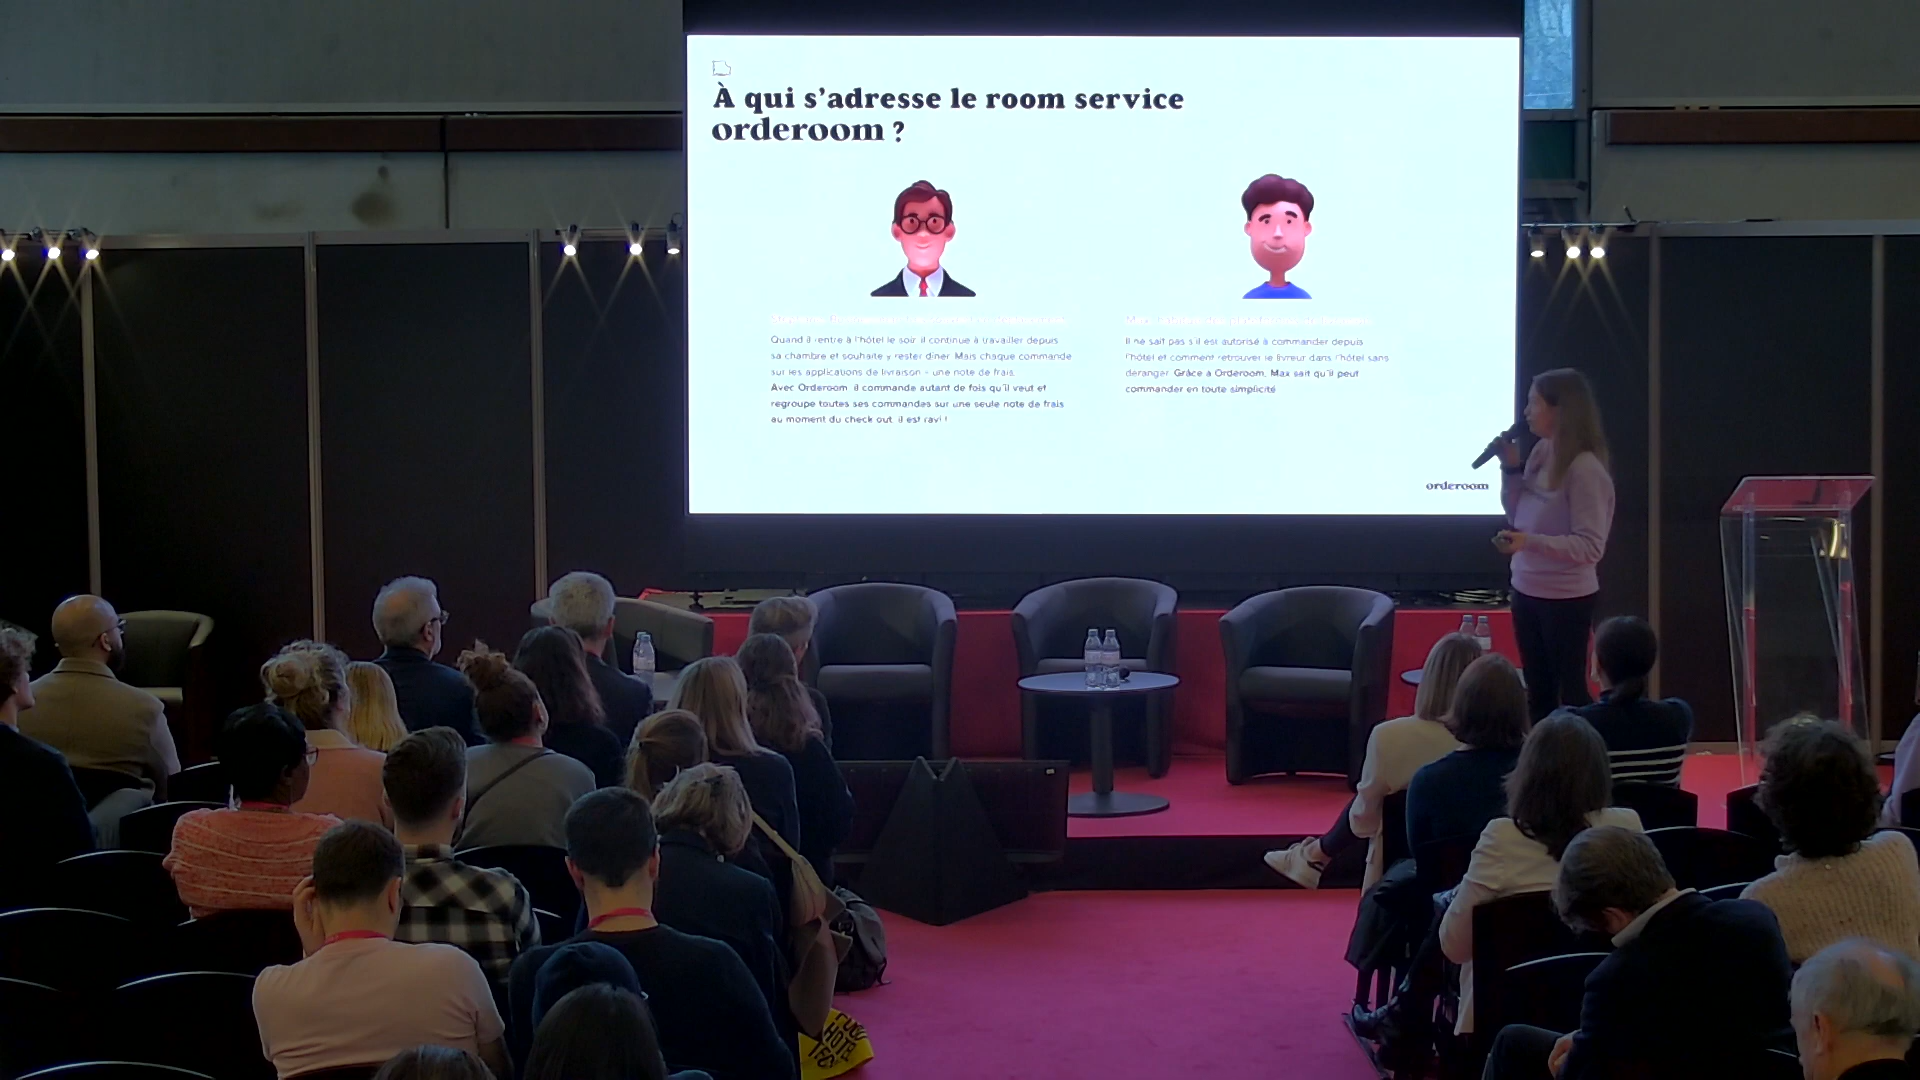 À qui s'adresse le room service
orderoom ?
Quand il rentre à l'hôtel le soir il continue à travailler depuis
sa chambre et souhaite y rester dîner. Mais chaque commande
sur les applications de livraison = une note de frais.
Avec Orderoom, il commande autant de fois qu'il veut et
regroupe toutes ses commandes sur une seule note de frais
au moment du check out, il est ravi !
Il ne sait pas s'il est autorisé à commander depuis
l'hôtel et comment retrouver le livreur dans l'hôtel sans
déranger. Grâce à Orderoom, Max sait qu'il peut
commander en toute simplicité
orderoom
FOOD
HOTEL
TECH